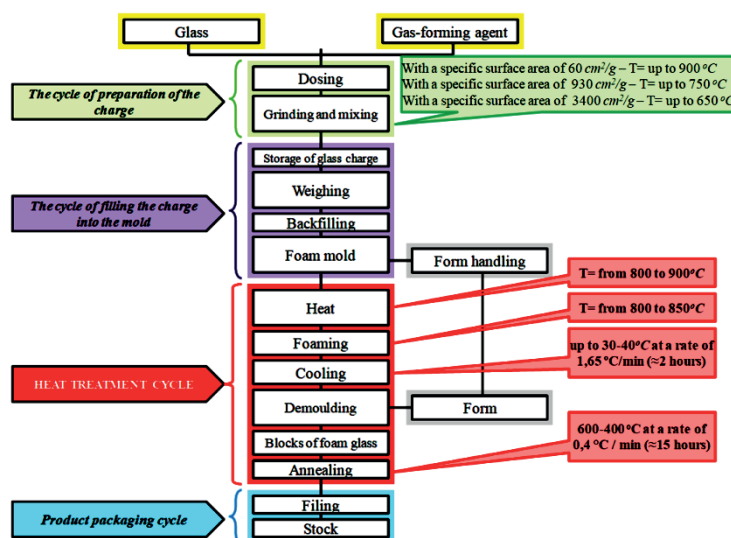 Glass
Gas-forming agent
Dosing
Grinding and mixing
With a specific surface area of 60 cm²/g – T= up to 900°C
With a specific surface area of 930 cm²/g – T= up to 750°C
With a specific surface area of 3400 cm²/g – T= up to 650°C
The cycle of preparation of the
charge
Storage of glass charge
Weighing
Backfilling
Foam mold
The cycle of filling the charge
into the mold
Form handling
T= from 800 to 900°C
Heat
T= from 800 to 850°C
Foaming
up to 30-40°C at a rate of
1,65 °C/min (≈2 hours)
Cooling
HEAT TREATMENT CYCLE
Demoulding
Form
Blocks of foam glass
600-400°C at a rate of
0,4 °C / min (≈15 hours)
Annealing
Filing
Product packaging cycle
Stock